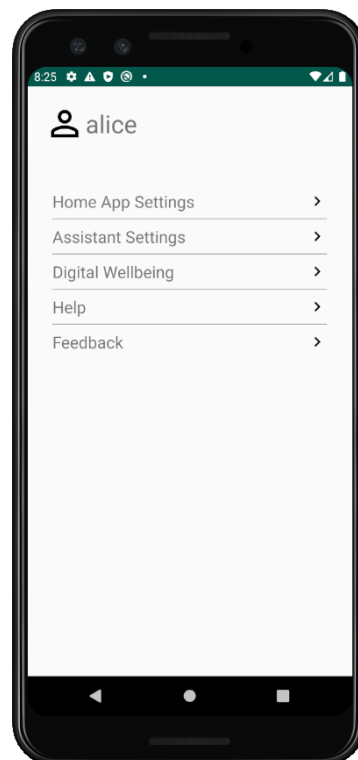 8:25
alice
Home App Settings
Assistant Settings
Digital Wellbeing
Help
Feedback